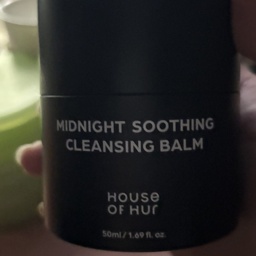 MIDNIGHT SOOTHING
CLEANSING BALM
HOUSE
OF HUR
50ml / 1.69 fl. oz.